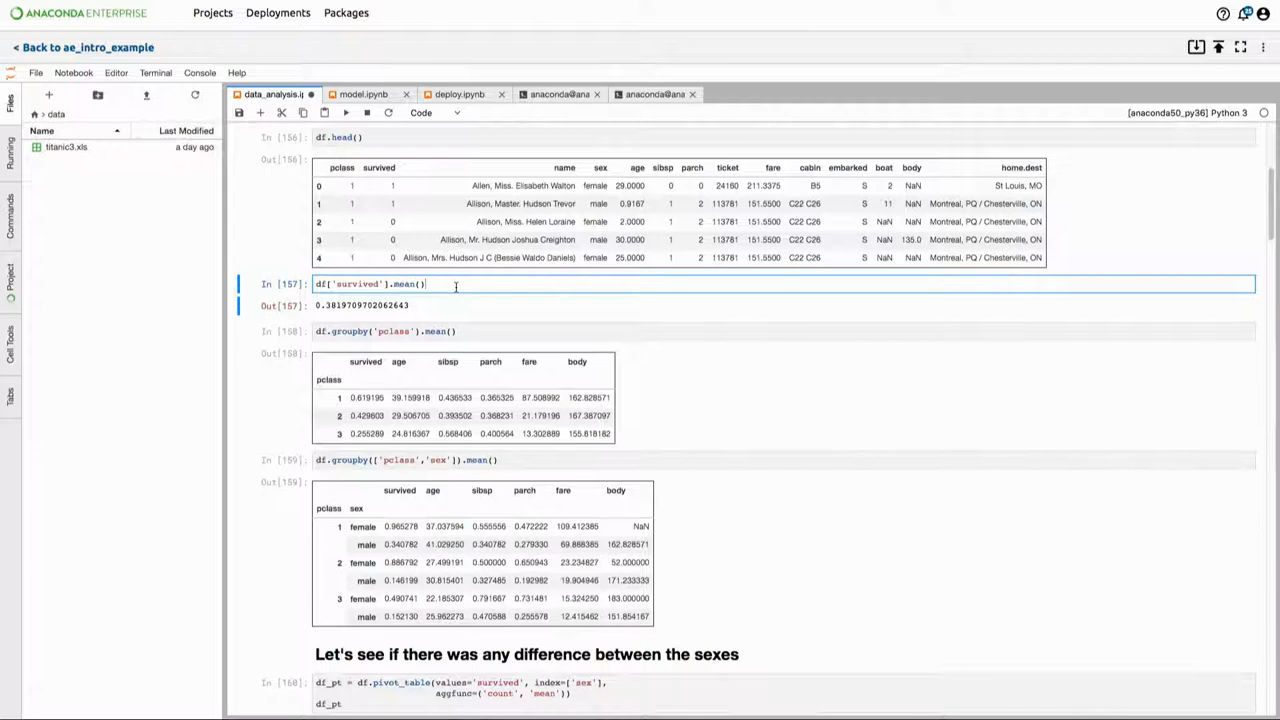 ANACONDA ENTERPRISE Projects Deployments Packages
< Back to ae_intro_example
File Notebook Editor Terminal Console Help
Files
Running
Commands
Project
Cell Tools
Tabs
data
Name Last Modified
titanic3.xls a day ago
data_analysis.i model.ipynb deploy.ipynb anaconda@ana anaconda@ana
Code [anaconda50_py36] Python 3
In [156]: df.head()
Out[156]:
pclass survived name sex age sibsp parch ticket fare cabin embarked boat body home.dest
0 1 1 Allen, Miss. Elisabeth Walton female 29.0000 0 0 24160 211.3375 B5 S 2 NaN St Louis, MO
1 1 1 Allison, Master. Hudson Trevor male 0.9167 1 2 113781 151.5500 C22 C26 S 11 NaN Montreal, PQ / Chesterville, ON
2 1 0 Allison, Miss. Helen Loraine female 2.0000 1 2 113781 151.5500 C22 C26 S NaN NaN Montreal, PQ / Chesterville, ON
3 1 0 Allison, Mr. Hudson Joshua Creighton male 30.0000 1 2 113781 151.5500 C22 C26 S NaN 135.0 Montreal, PQ / Chesterville, ON
4 1 0 Allison, Mrs. Hudson J C (Bessie Waldo Daniels) female 25.0000 1 2 113781 151.5500 C22 C26 S NaN NaN Montreal, PQ / Chesterville, ON
In [157]: df['survived'].mean()
Out[157]: 0.3819709702062643
In [158]: df.groupby('pclass').mean()
Out[158]:
survived age sibsp parch fare body
pclass
1 0.619195 39.159918 0.436533 0.365325 87.508992 162.828571
2 0.429603 29.506705 0.393502 0.368231 21.179196 167.387097
3 0.255289 24.816367 0.568406 0.400564 13.302889 155.818182
In [159]: df.groupby(['pclass','sex']).mean()
Out[159]:
survived age sibsp parch fare body
pclass sex
1 female 0.965278 37.037594 0.555556 0.472222 109.412385 NaN
male 0.340782 41.029250 0.340782 0.279330 69.888385 162.828571
2 female 0.886792 27.499191 0.500000 0.650943 23.234827 52.000000
male 0.146199 30.815401 0.327485 0.192982 19.904946 171.233333
3 female 0.490741 22.185307 0.791667 0.731481 15.324250 183.000000
male 0.152130 25.962273 0.470588 0.255578 12.415462 151.854167
Let's see if there was any difference between the sexes
In [160]: df_pt = df.pivot_table(values='survived', index=['sex'],
aggfunc=['count', 'mean'])
df_pt